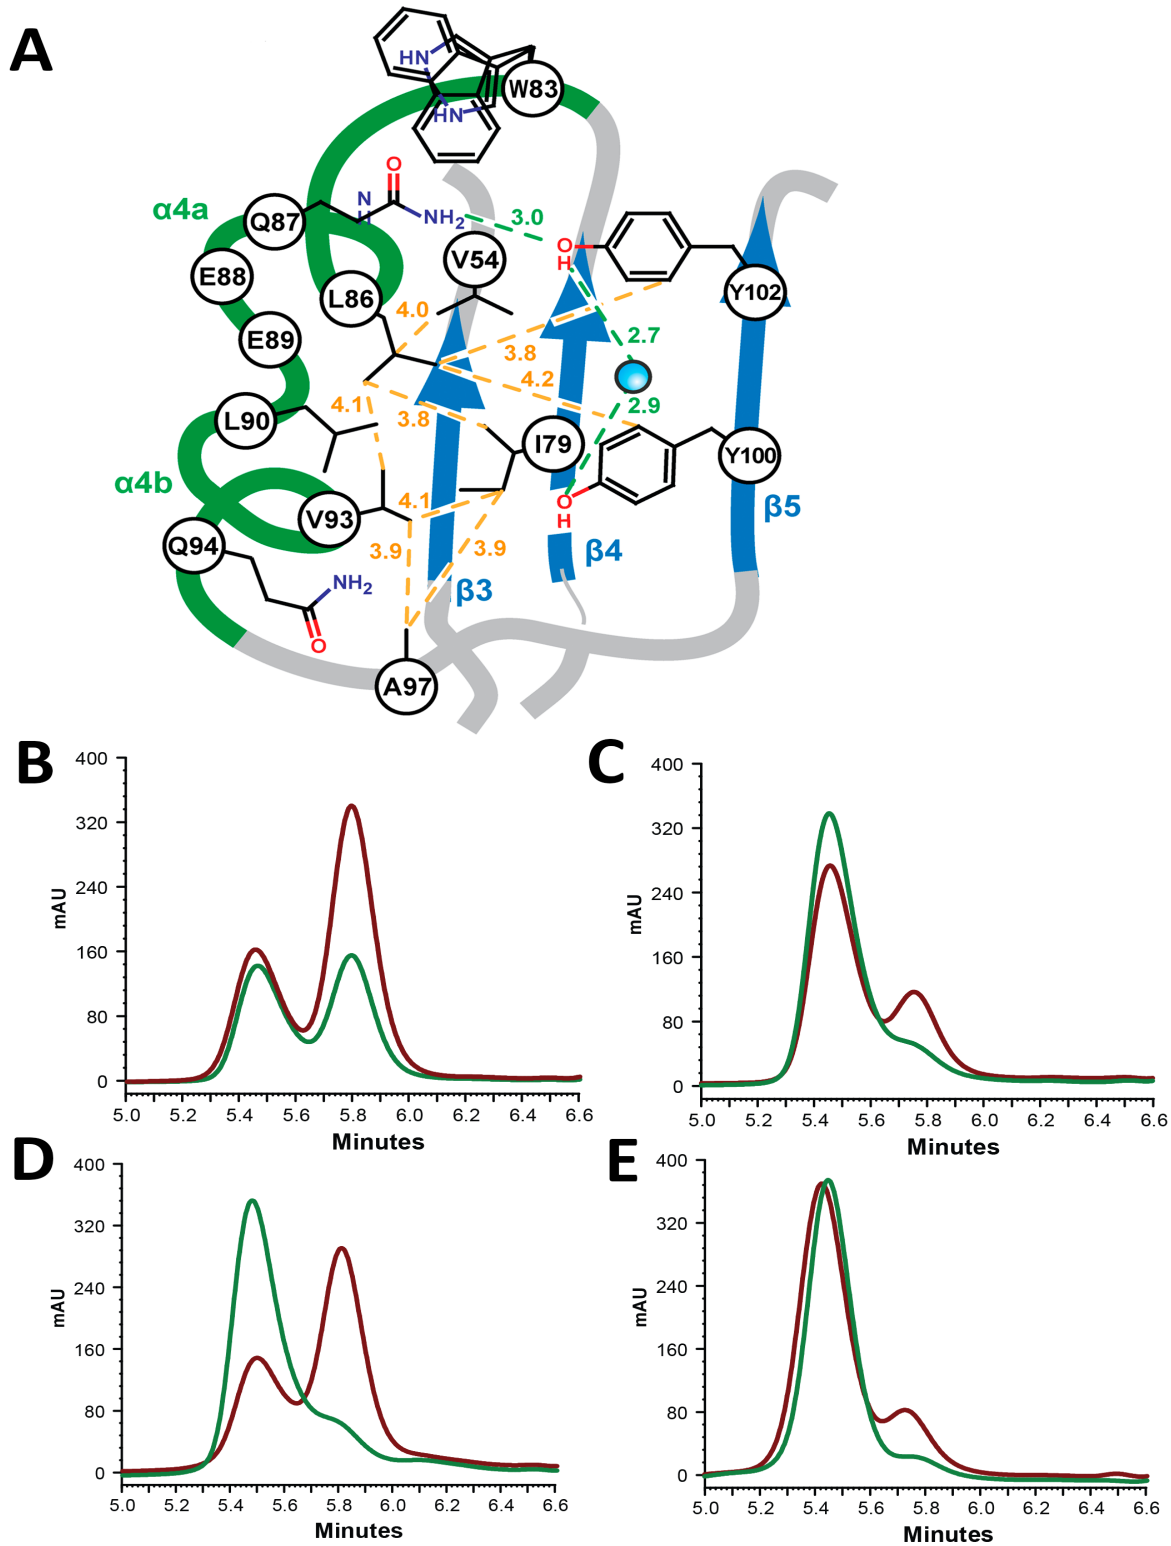 A
HN
HN
W83
α4a
Q87
N
H
O
NH2
3.0
O
H
V54
E88
L86
Y102
4.0
E89
2.7
3.8
4.2
4.1
3.8
2.9
L90
I79
Y100
α4b
V93
4.1
O
H
β5
Q94
3.9
3.9
β4
NH2
β3
O
A97
B
400
320
240
160
80
0
mAU
5.0 5.2 5.4 5.6 5.8 6.0 6.2 6.4 6.6
Minutes
C
400
320
240
160
80
0
mAU
5.0 5.2 5.4 5.6 5.8 6.0 6.2 6.4 6.6
Minutes
D
400
320
240
160
80
0
mAU
5.0 5.2 5.4 5.6 5.8 6.0 6.2 6.4 6.6
Minutes
E
400
320
240
160
80
0
mAU
5.0 5.2 5.4 5.6 5.8 6.0 6.2 6.4 6.6
Minutes